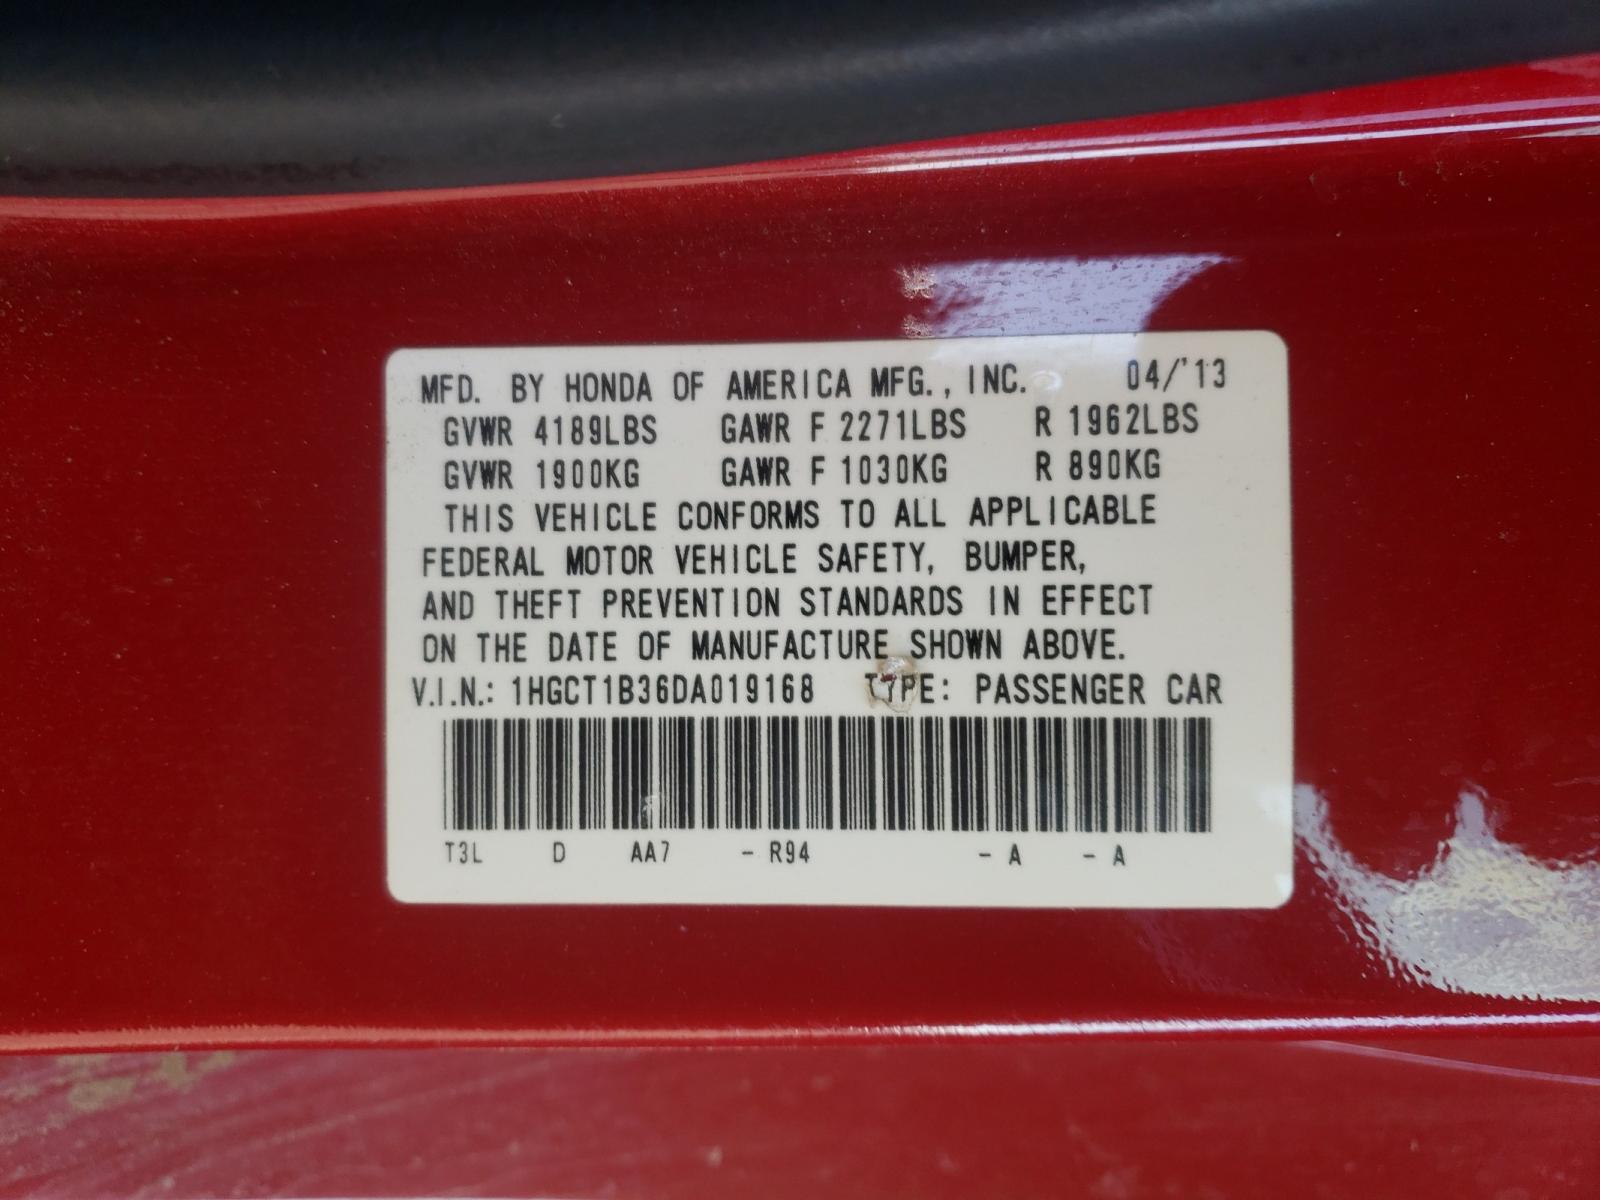 MFD. BY HONDA OF AMERICA MFG., INC. 04/'13
GVWR 4189LBS GAWR F 2271LBS R 1962LBS
GVWR 1900KG GAWR F 1030KG R 890KG
THIS VEHICLE CONFORMS TO ALL APPLICABLE
FEDERAL MOTOR VEHICLE SAFETY, BUMPER,
AND THEFT PREVENTION STANDARDS IN EFFECT
ON THE DATE OF MANUFACTURE SHOWN ABOVE.
V.I.N.: 1HGCT1B36DA019168 TYPE: PASSENGER CAR
T3L D AA7 - R94 - A - A